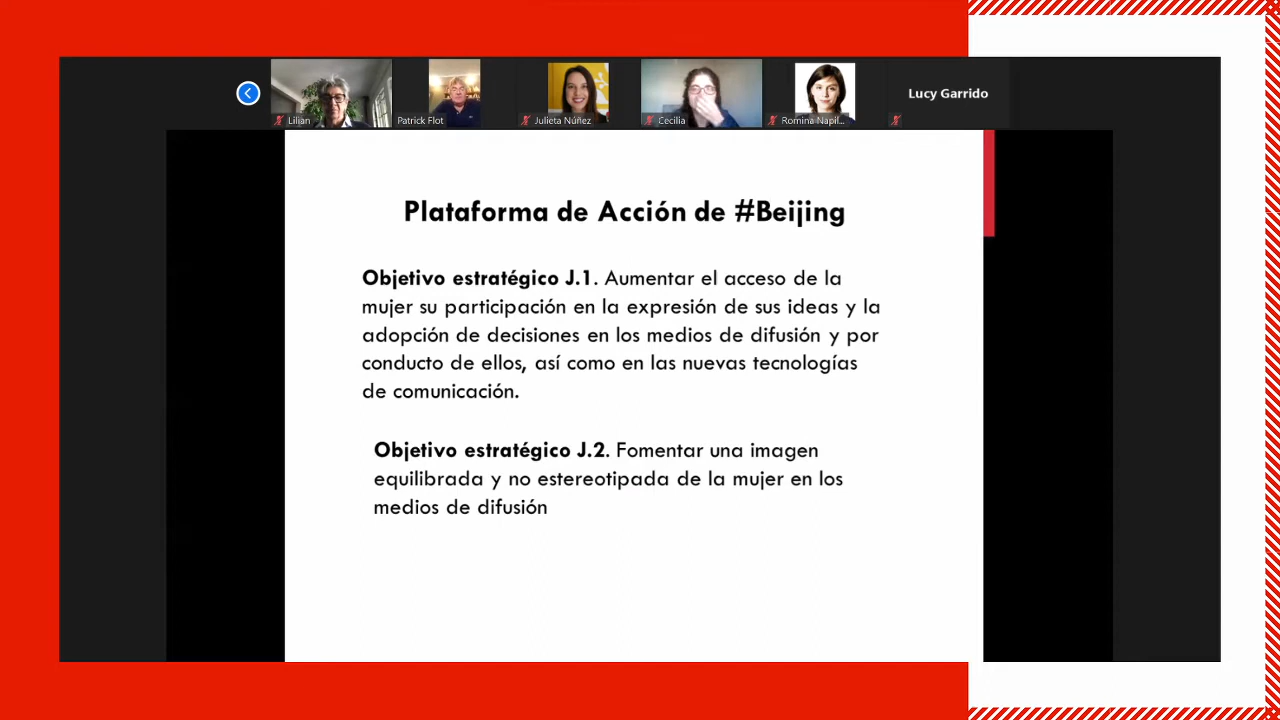 Lilian
Patrick Flot
Julieta Núñez
Cecilia
Romina Napil...
Lucy Garrido
Plataforma de Acción de #Beijing
Objetivo estratégico J.1. Aumentar el acceso de la
mujer su participación en la expresión de sus ideas y la
adopción de decisiones en los medios de difusión y por
conducto de ellos, así como en las nuevas tecnologías
de comunicación.
Objetivo estratégico J.2. Fomentar una imagen
equilibrada y no estereotipada de la mujer en los
medios de difusión